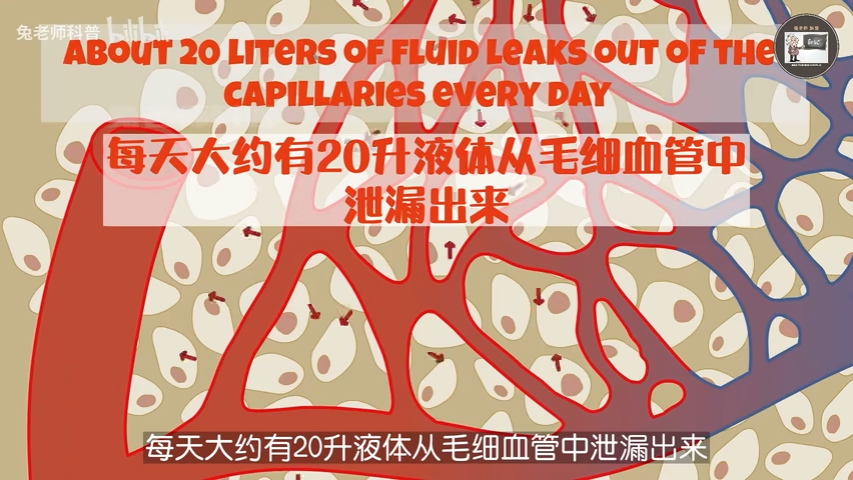 兔老师科普 bilibili
ABOUT 20 LITERS OF FLUID LEAKS OUT OF THE
CAPILLARIES EVERY DAY
每天大约有20升液体从毛细血管中
泄漏出来
每天大约有20升液体从毛细血管中泄漏出来